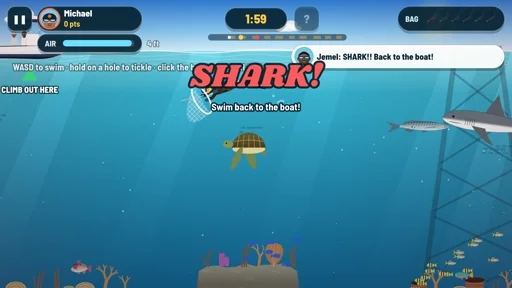 Michael
0 pts
1:59
?
BAG
AIR
4 ft
WASD to swim · hold on a hole to tickle · click the
Jemel: SHARK!! Back to the boat!
SHARK!
CLIMB OUT HERE
Swim back to the boat!